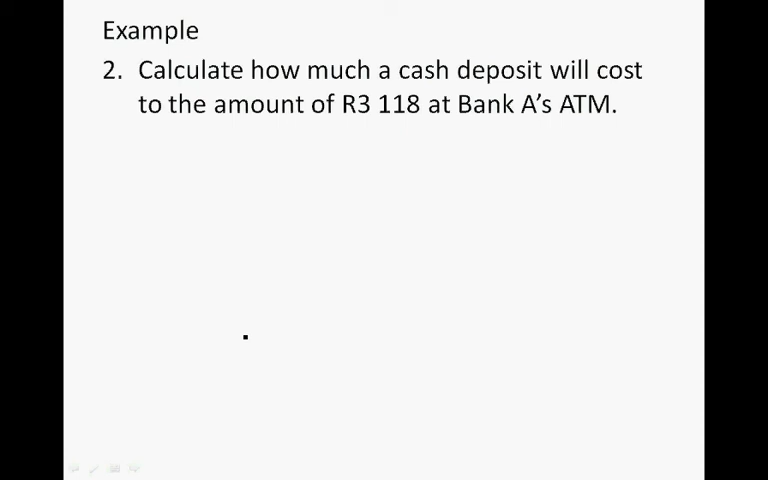 Example
2. Calculate how much a cash deposit will cost
to the amount of R3 118 at Bank A’s ATM.